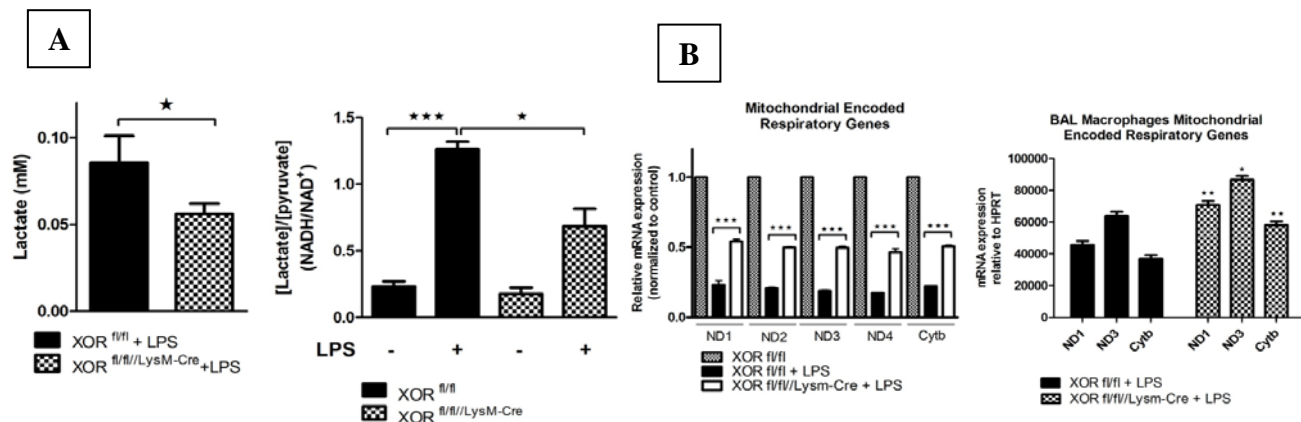 A
B
Lactate (mM)
0.10
0.05
0.00
★
XOR fl/fl + LPS
XOR fl/fl//LysM-Cre +LPS
[Lactate]/[pyruvate]
(NADH/NAD+)
1.5
1.0
0.5
0.0
★★★
★
LPS - + - +
XOR fl/fl
XOR fl/fl//LysM-Cre
Mitochondrial Encoded
Respiratory Genes
Relative mRNA expression
(normalized to control)
1.0
0.5
0.0
*** *** *** *** ***
ND1 ND2 ND3 ND4 Cytb
XOR fl/fl
XOR fl/fl + LPS
XOR fl/fl//Lysm-Cre + LPS
BAL Macrophages Mitochondrial
Encoded Respiratory Genes
mRNA expression
relative to HPRT
100000
80000
60000
40000
20000
0
** * **
ND1 ND3 Cytb ND1 ND3 Cytb
XOR fl/fl + LPS
XOR fl/fl//Lysm-Cre + LPS